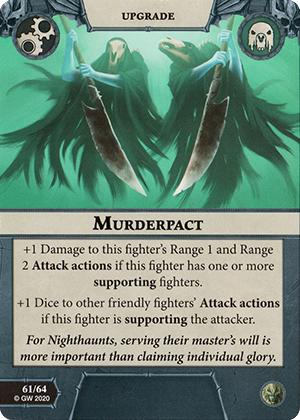 UPGRADE
MURDERPACT
+1 Damage to this fighter's Range 1 and Range
2 Attack actions if this fighter has one or more
supporting fighters.
+1 Dice to other friendly fighters' Attack actions
if this fighter is supporting the attacker.
For Nighthaunts, serving their master's will is
more important than claiming individual glory.
61/64
© GW 2020